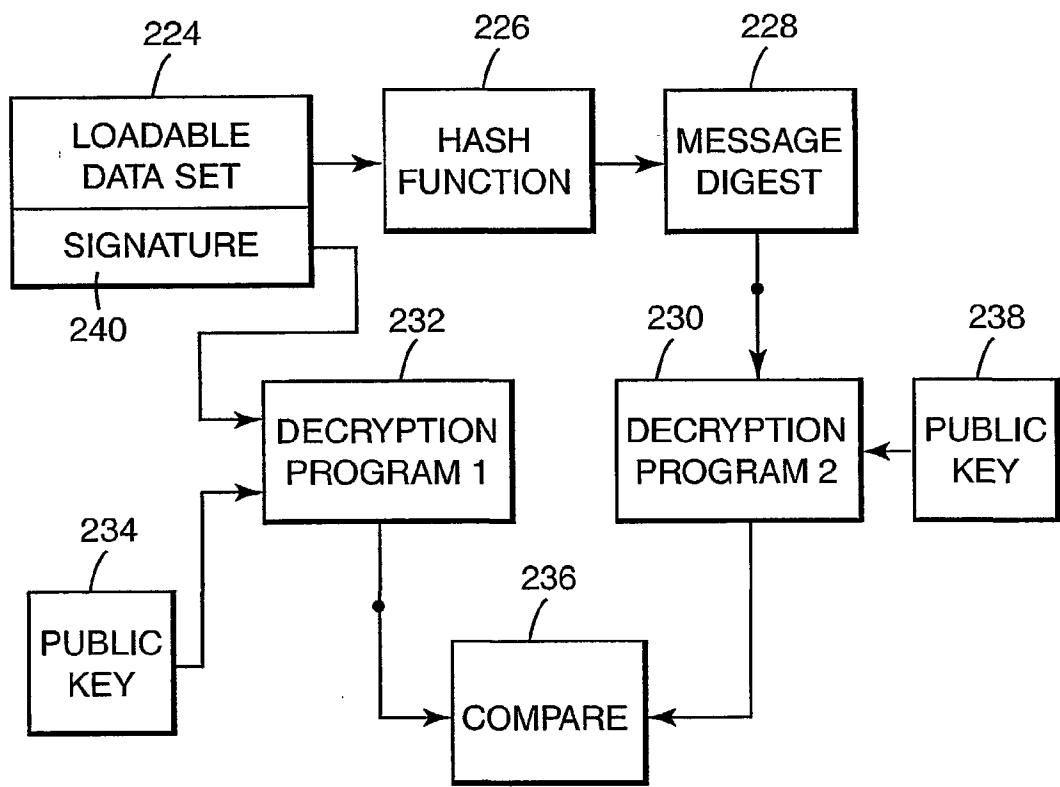 224
226
228
LOADABLE
DATA SET
HASH
FUNCTION
MESSAGE
DIGEST
SIGNATURE
240
232
230
238
DECRYPTION
PROGRAM 1
DECRYPTION
PROGRAM 2
PUBLIC
KEY
234
236
PUBLIC
KEY
COMPARE